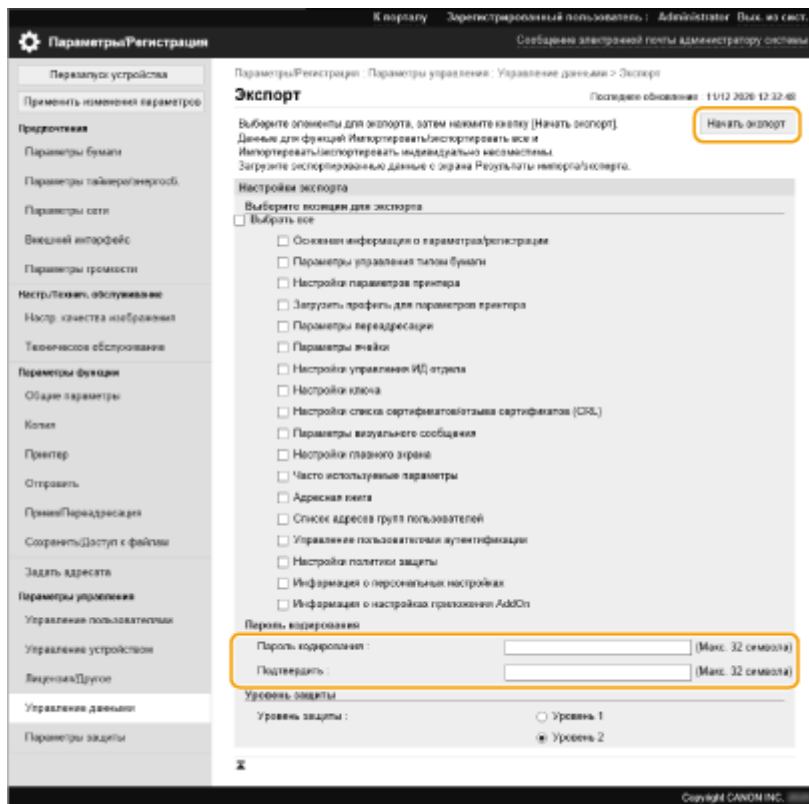 К порталу Зарегистрированный пользователь : Administrator Вых. из сист.
Параметры/Регистрация
Сообщение электронной почты администратору системы
Перезапуск устройства
Применить изменения параметров
Предпочтения
Параметры бумаги
Параметры таймера/энергосб.
Параметры сети
Внешний интерфейс
Параметры громкости
Настр./Технич. обслуживание
Настр. качества изображения
Техническое обслуживание
Параметры функции
Общие параметры
Копия
Принтер
Отправить
Прием/Переадресация
Сохранить/Доступ к файлам
Задать адресата
Параметры управления
Управление пользователями
Управление устройством
Лицензия/Другое
Управление данными
Параметры защиты
Параметры/Регистрация : Параметры управления : Управление данными > Экспорт
Экспорт
Последнее обновление : 11/12 2020 12:32:48
Выберите элементы для экспорта, затем нажмите кнопку [Начать экспорт].
Данные для функций Импортировать/экспортировать все и
Импортировать/экспортировать индивидуально несовместимы.
Загрузите экспортированные данные с экрана Результаты импорта/экспорта.
Начать экспорт
Настройки экспорта
Выберите позиции для экспорта
Выбрать все
Основная информация о параметрах/регистрации
Параметры управления типом бумаги
Настройки параметров принтера
Загрузить профиль для параметров принтера
Параметры переадресации
Параметры ячейки
Настройки управления ИД отдела
Настройки ключа
Настройки списка сертификатов/отзыва сертификатов (CRL)
Параметры визуального сообщения
Настройки главного экрана
Часто используемые параметры
Адресная книга
Список адресов групп пользователей
Управление пользователями аутентификации
Настройки политики защиты
Информация о персональных настройках
Информация о настройках приложения AddOn
Пароль кодирования
Пароль кодирования : (Макс. 32 символа)
Подтвердить : (Макс. 32 символа)
Уровень защиты
Уровень защиты : Уровень 1
Уровень 2
Copyright CANON INC.